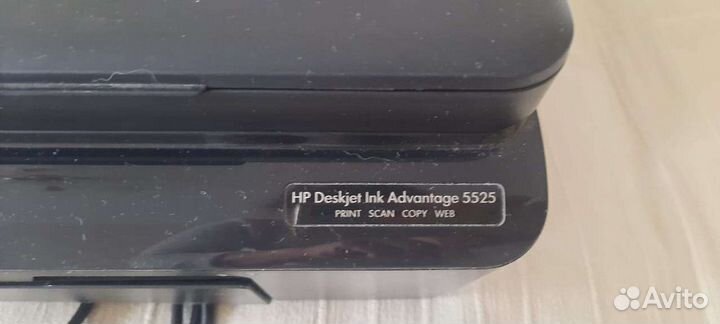 HP Deskjet Ink Advantage 5525
PRINT SCAN COPY WEB
Avito